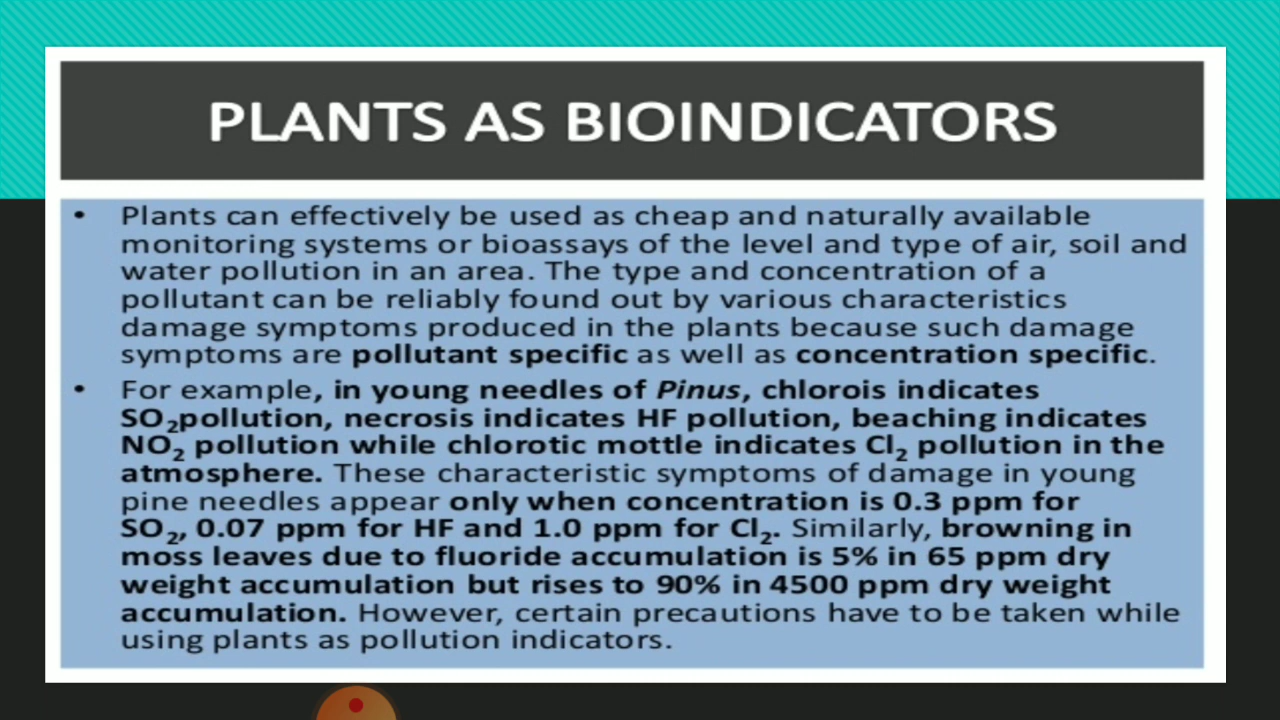 PLANTS AS BIOINDICATORS
• Plants can effectively be used as cheap and naturally available
monitoring systems or bioassays of the level and type of air, soil and
water pollution in an area. The type and concentration of a
pollutant can be reliably found out by various characteristics
damage symptoms produced in the plants because such damage
symptoms are pollutant specific as well as concentration specific.
• For example, in young needles of Pinus, chlorois indicates
SO₂pollution, necrosis indicates HF pollution, beaching indicates
NO₂ pollution while chlorotic mottle indicates Cl₂ pollution in the
atmosphere. These characteristic symptoms of damage in young
pine needles appear only when concentration is 0.3 ppm for
SO₂, 0.07 ppm for HF and 1.0 ppm for Cl₂. Similarly, browning in
moss leaves due to fluoride accumulation is 5% in 65 ppm dry
weight accumulation but rises to 90% in 4500 ppm dry weight
accumulation. However, certain precautions have to be taken while
using plants as pollution indicators.